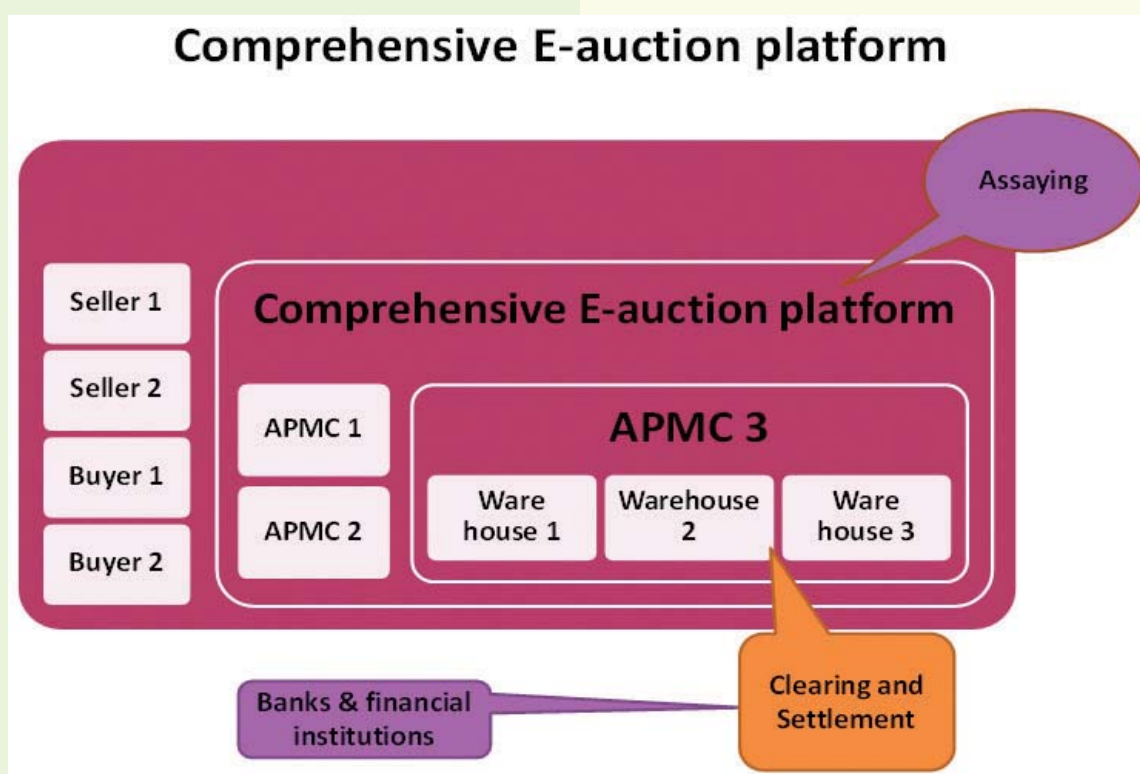 Comprehensive E-auction platform
Assaying
Seller 1
Seller 2
Buyer 1
Buyer 2
Comprehensive E-auction platform
APMC 1
APMC 2
APMC 3
Ware
house 1
Warehouse
2
Ware
house 3
Banks & financial
institutions
Clearing and
Settlement